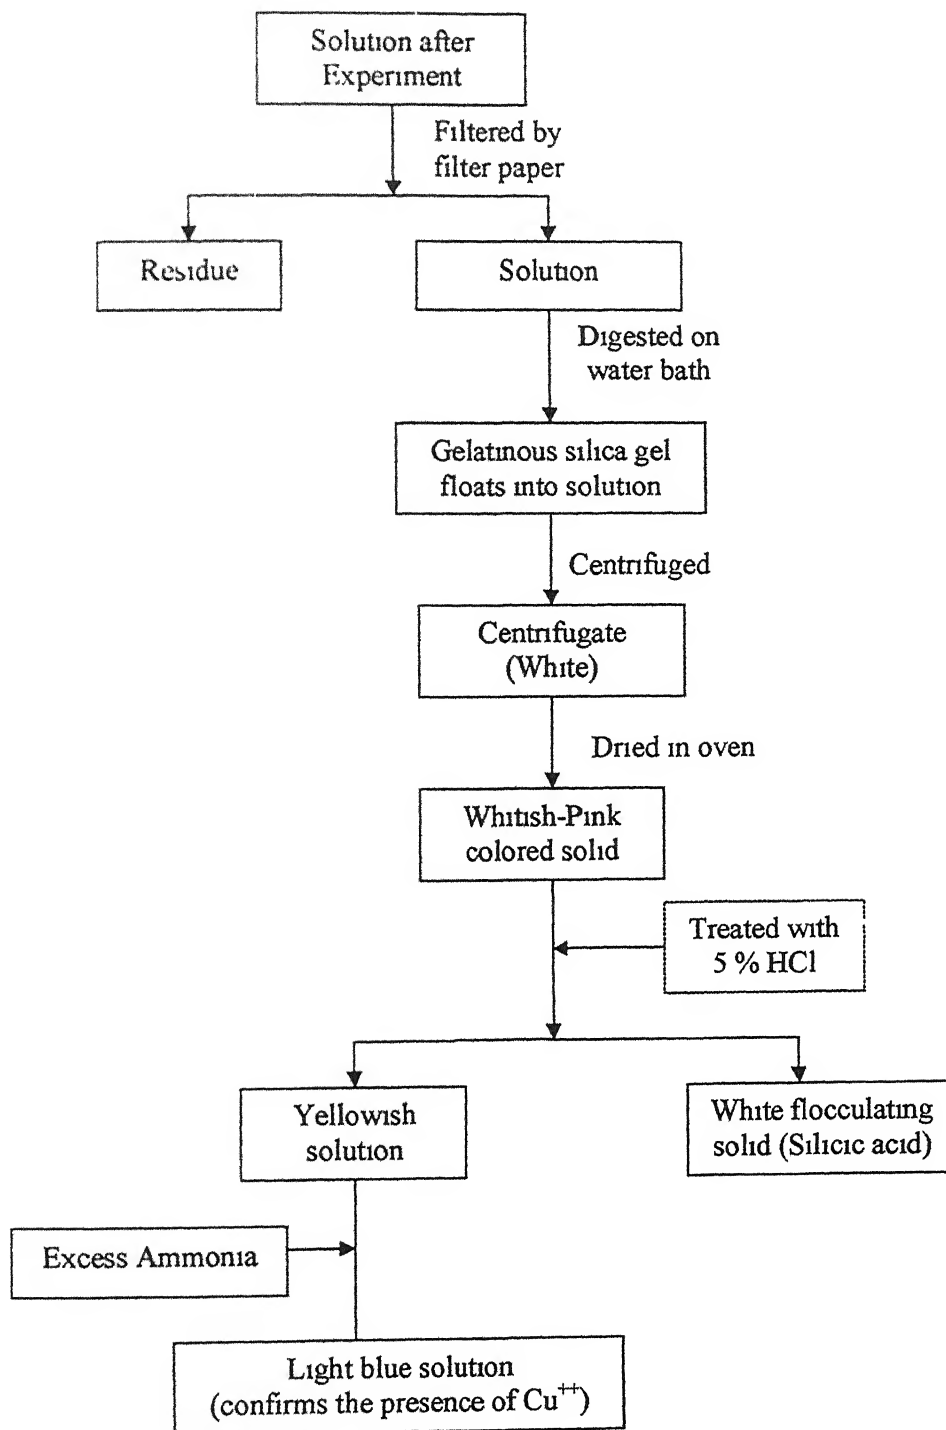 Solution after
Experiment
Filtered by
filter paper
Residue
Solution
Digested on
water bath
Gelatinous silica gel
floats into solution
Centrifuged
Centrifugate
(White)
Dried in oven
Whitish-Pink
colored solid
Treated with
5 % HCl
Yellowish
solution
White flocculating
solid (Silicic acid)
Excess Ammonia
Light blue solution
(confirms the presence of Cu⁺⁺)